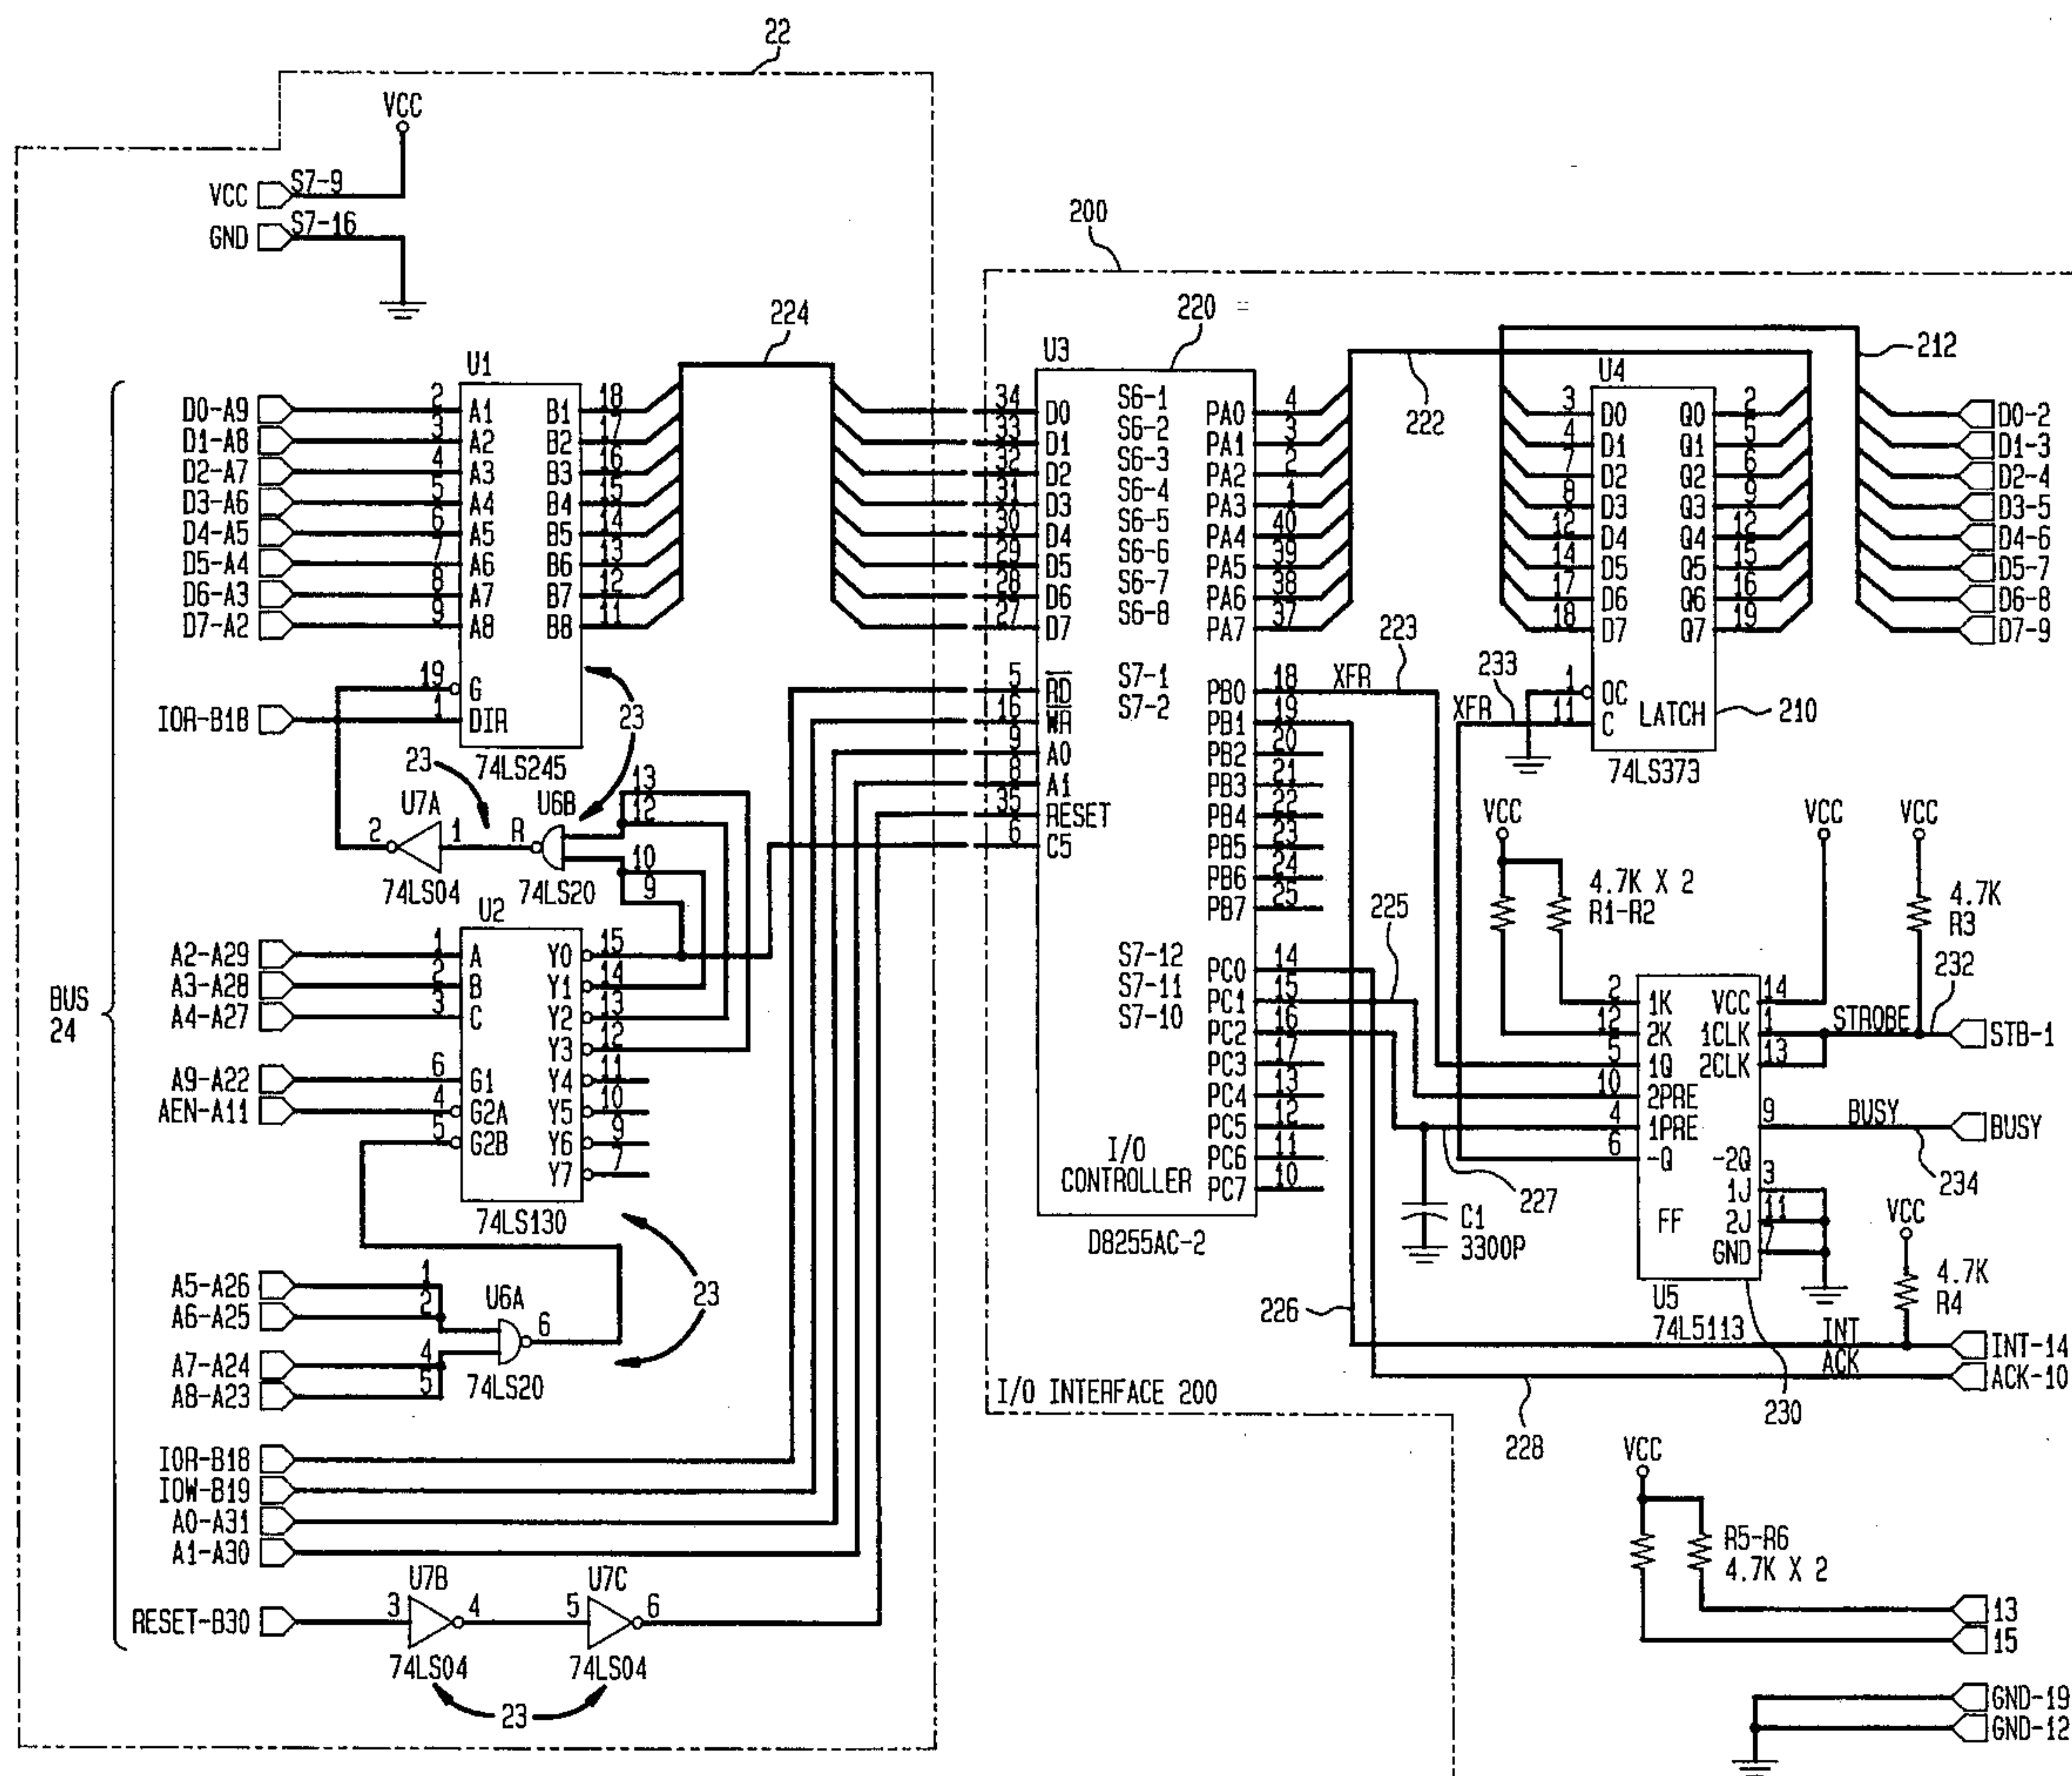 22
VCC
VCC S7-9
GND S7-16
200
224
220
212
222
BUS
24
U1
D0-A9 2 A1 B1 18
D1-A8 3 A2 B2 17
D2-A7 4 A3 B3 16
D3-A6 5 A4 B4 15
D4-A5 6 A5 B5 14
D5-A4 7 A6 B6 13
D6-A3 8 A7 B7 12
D7-A2 9 A8 B8 11
19 G
IOR-B18 1 DIR
74LS245
23
23
U7A
2 1
74LS04
U6B
R
13
12
10
9
74LS20
U2
A2-A29 1 A Y0 15
A3-A28 2 B Y1 14
A4-A27 3 C Y2 13
Y3 12
A9-A22 6 G1 Y4 11
AEN-A11 4 G2A Y5 10
5 G2B Y6 9
Y7 7
74LS130
23
A5-A26 1
A6-A25 2
U6A
6
A7-A24 4
A8-A23 5
74LS20
IOR-B18
IOW-B19
A0-A31
A1-A30
U7B U7C
RESET-B30 3 4 5 6
74LS04 74LS04
23
U3
34 D0 S6-1 PA0 4
33 D1 S6-2 PA1 3
32 D2 S6-3 PA2 2
31 D3 S6-4 PA3 1
30 D4 S6-5 PA4 40
29 D5 S6-6 PA5 39
28 D6 S6-7 PA6 38
27 D7 S6-8 PA7 37
5 RD S7-1 PB0 18 XFR 223
16 WR S7-2 PB1 19
9 A0 PB2 20
8 A1 PB3 21
35 RESET PB4 22
6 C5 PB5 23
PB6 24
PB7 25
S7-12 PC0 14
S7-11 PC1 15
S7-10 PC2 16
PC3 17
PC4 13
PC5 12
PC6 11
PC7 10
I/O
CONTROLLER
D8255AC-2
225
226
227
228
C1
3300P
I/O INTERFACE 200
U4
3 D0 Q0 2
4 D1 Q1 5
7 D2 Q2 6
8 D3 Q3 9
12 D4 Q4 12
14 D5 Q5 15
17 D6 Q6 16
18 D7 Q7 19
1 OC
XFR 233 11 C LATCH 210
74LS373
D0-2
D1-3
D2-4
D3-5
D4-6
D5-7
D6-8
D7-9
VCC VCC VCC
4.7K X 2
R1-R2
4.7K
R3
232
2 1K VCC 14
12 2K 1CLK 1 STROBE STB-1
5 1Q 2CLK 13
10 2PRE
4 1PRE 9 BUSY BUSY
6 -Q -2Q
234
1J 3
2J 11
GND 7
FF
U5
74L5113
VCC
4.7K
R4
INT INT-14
ACK ACK-10
230
VCC
R5-R6
4.7K X 2
13
15
GND-19
GND-12